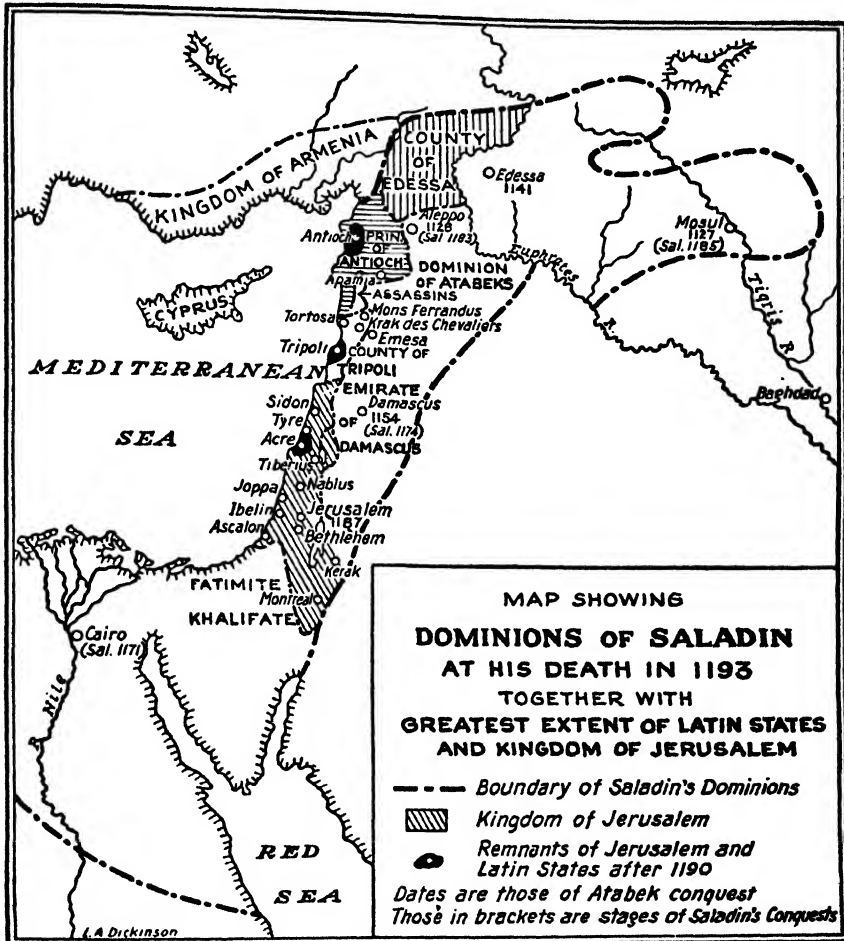 KINGDOM OF ARMENIA
COUNTY
OF
EDESSA
Edessa
1141
Aleppo
1128
(Sal. 1183)
Mosul
1127
(Sal. 1185)
Antioch
PRIN.
OF
ANTIOCH
Euphrates
R.
Tigris R.
DOMINION
OF ATABEKS
Apamia
ASSASSINS
Mons Ferrandus
Krak des Chevaliers
Emesa
CYPRUS
Tortosa
Tripoli
COUNTY OF
TRIPOLI
MEDITERRANEAN
SEA
EMIRATE
OF
DAMASCUS
Damascus
1154
(Sal. 1174)
Baghdad
Sidon
Tyre
Acre
Tiberius
Joppa
Nablus
Ibelin
Jerusalem
1187
Ascalon
Bethlehem
Kerak
FATIMITE
KHALIFATE
Montreal
Cairo
(Sal. 1171)
R. Nile
RED
SEA
MAP SHOWING
DOMINIONS OF SALADIN
AT HIS DEATH IN 1193
TOGETHER WITH
GREATEST EXTENT OF LATIN STATES
AND KINGDOM OF JERUSALEM
Boundary of Saladin's Dominions
Kingdom of Jerusalem
Remnants of Jerusalem and
Latin States after 1190
Dates are those of Atabek conquest
Those in brackets are stages of Saladin's Conquests
L.A Dickinson